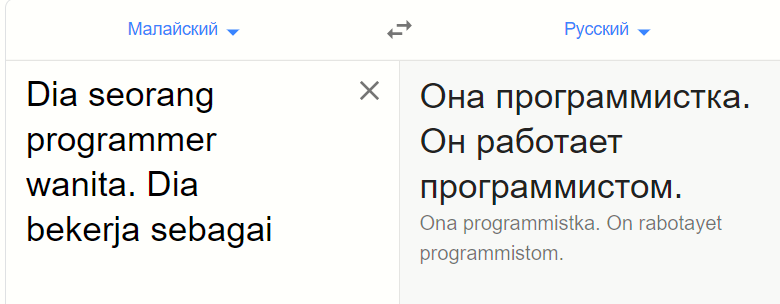 Малайский
Русский
Dia seorang
programmer
wanita. Dia
bekerja sebagai
Она программистка.
Он работает
программистом.
Ona programmistka. On rabotayet
programmistom.